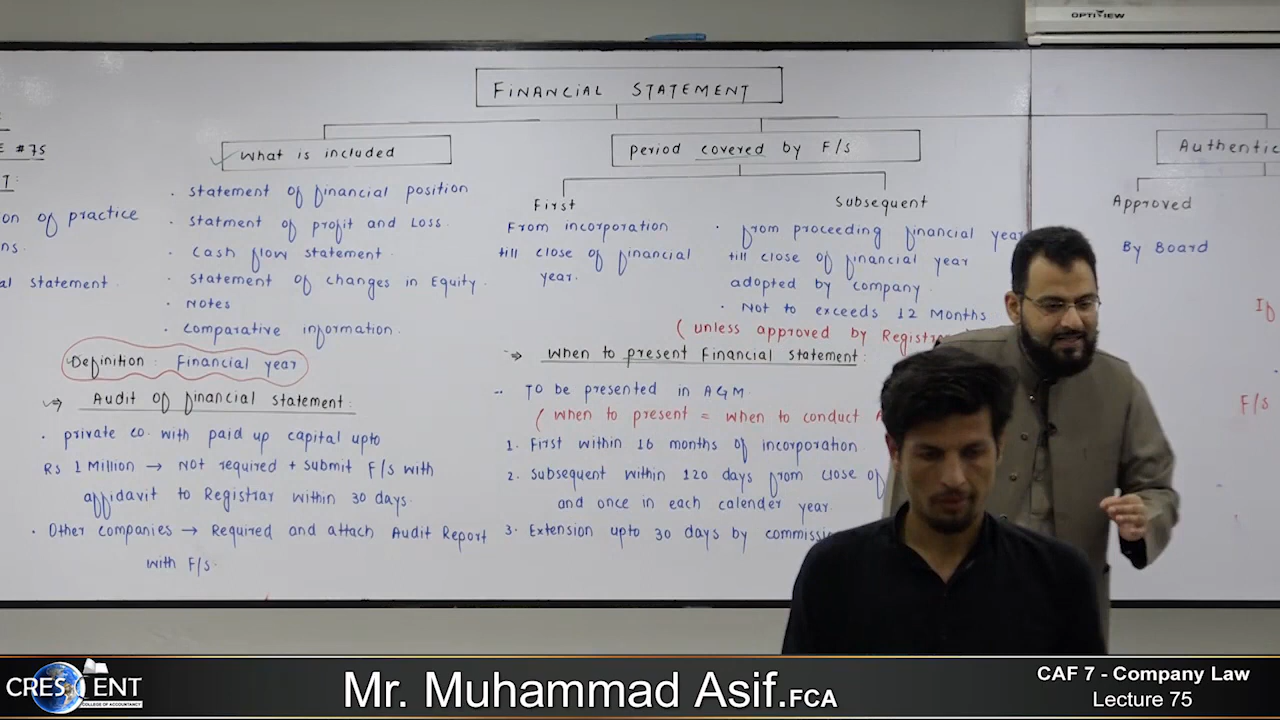 OPTIVIEW
FINANCIAL STATEMENT
E #75
T:
on of practice
ns.
al statement.
What is included
• Statement of financial position
• Statment of profit and Loss.
• Cash flow statement.
• Statement of changes in Equity.
• Notes
• Comparative information.
Definition: Financial year
Audit of financial statement:
• private co. with paid up capital upto
Rs 1 Million → Not required + submit F/s with
affidavit to Registrar within 30 days.
• Other companies → Required and attach Audit Report
with F/s.
Period covered by F/s
First
From incorporation
till close of financial
year.
Subsequent
• from proceeding financial year
till close of financial year
adopted by company.
• Not to exceeds 12 Months
(unless approved by Registra
When to present Financial statement:
TO be presented in AGM.
(when to present = when to conduct A
1. First within 16 months of incorporation
2. Subsequent within 120 days from close of
and once in each calender year.
3. Extension upto 30 days by commissi
Authentic
Approved
By Board
If
F/s
CRESCENT
COLLEGE OF ACCOUNTANCY
Mr. Muhammad Asif.FCA
CAF 7 - Company Law
Lecture 75